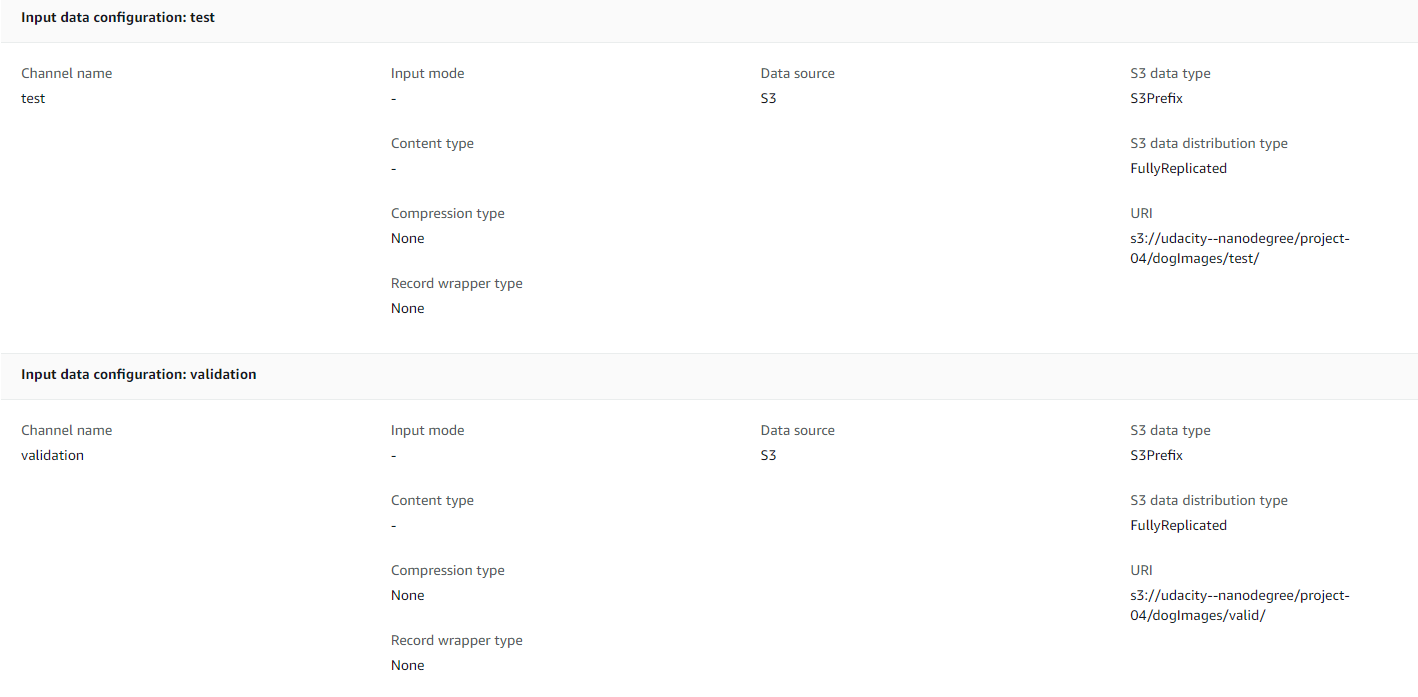 Input data configuration: test
Channel name
test
Input mode
-
Content type
-
Compression type
None
Record wrapper type
None
Data source
S3
S3 data type
S3Prefix
S3 data distribution type
FullyReplicated
URI
s3://udacity--nanodegree/project-
04/dogImages/test/
Input data configuration: validation
Channel name
validation
Input mode
-
Content type
-
Compression type
None
Record wrapper type
None
Data source
S3
S3 data type
S3Prefix
S3 data distribution type
FullyReplicated
URI
s3://udacity--nanodegree/project-
04/dogImages/valid/